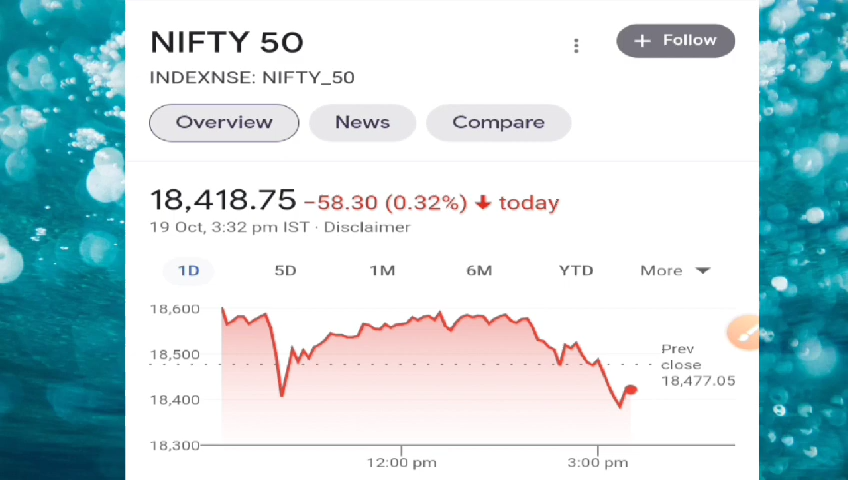 NIFTY 50
+ Follow
INDEXNSE: NIFTY_50
Overview News Compare
18,418.75 −58.30 (0.32%) ↓ today
19 Oct, 3:32 pm IST · Disclaimer
1D 5D 1M 6M YTD More
18,600
18,500
18,400
18,300
Prev
close
18,477.05
12:00 pm 3:00 pm